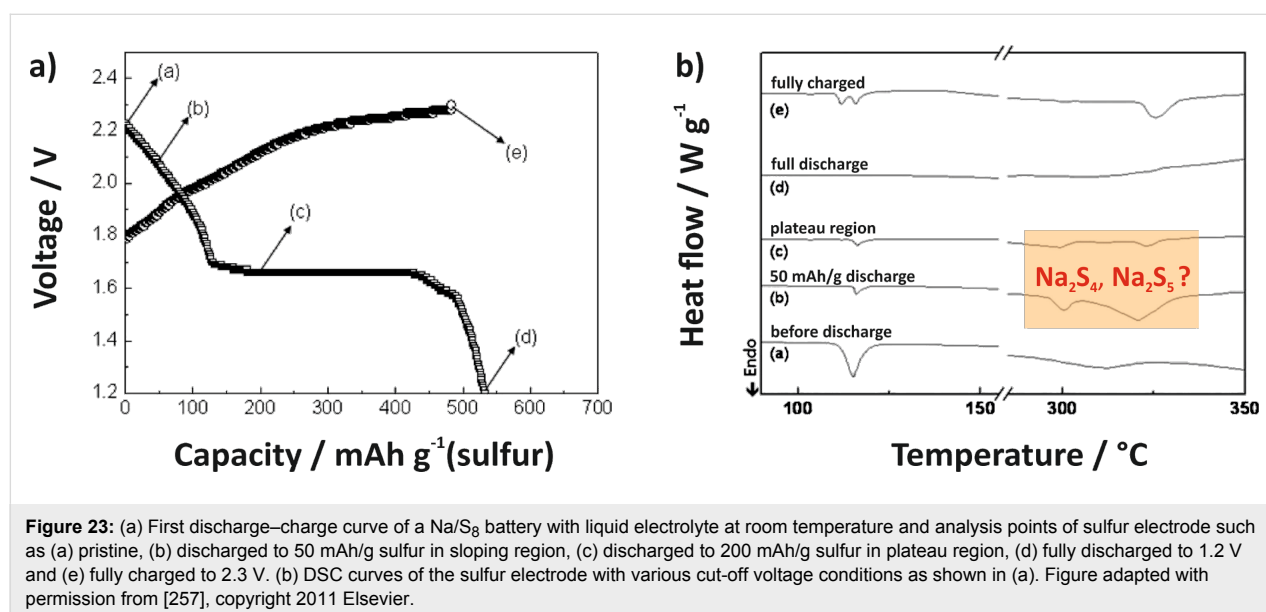 a)
Voltage / V
2.4
2.2
2.0
1.8
1.6
1.4
1.2
(a)
(b)
(c)
(d)
(e)
0 100 200 300 400 500 600 700
Capacity / mAh g⁻¹(sulfur)
b)
Heat flow / W g⁻¹
fully charged
(e)
full discharge
(d)
plateau region
(c)
50 mAh/g discharge
(b)
before discharge
(a)
Na₂S₄, Na₂S₅ ?
← Endo
100 150 300 350
Temperature / °C
Figure 23: (a) First discharge–charge curve of a Na/S₈ battery with liquid electrolyte at room temperature and analysis points of sulfur electrode such
as (a) pristine, (b) discharged to 50 mAh/g sulfur in sloping region, (c) discharged to 200 mAh/g sulfur in plateau region, (d) fully discharged to 1.2 V
and (e) fully charged to 2.3 V. (b) DSC curves of the sulfur electrode with various cut-off voltage conditions as shown in (a). Figure adapted with
permission from [257], copyright 2011 Elsevier.